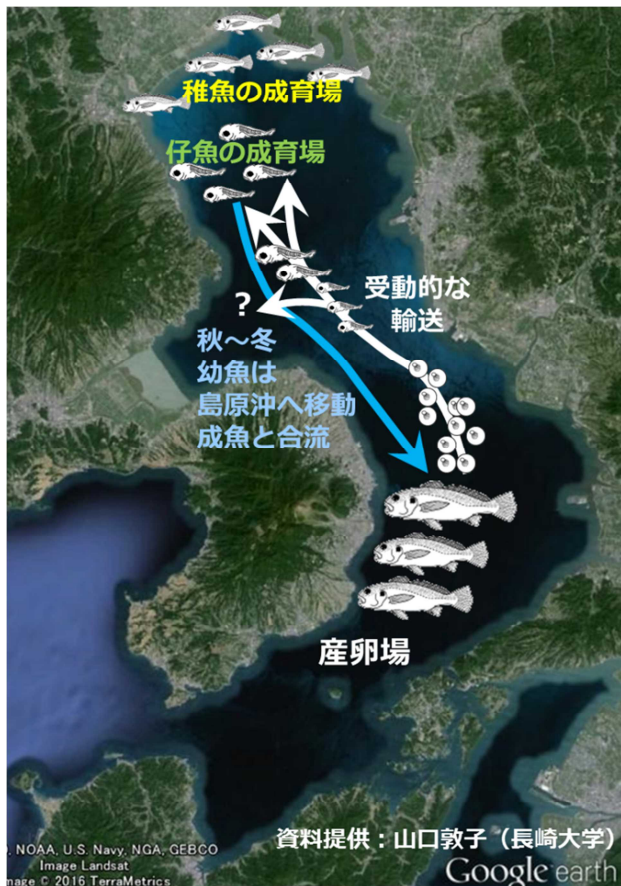 稚魚の成育場
仔魚の成育場
受動的な
輸送
?
秋～冬
幼魚は
島原沖へ移動
成魚と合流
産卵場
資料提供：山口敦子（長崎大学）
, NOAA, U.S. Navy, NGA, GEBCO
Image Landsat
mage © 2016 TerraMetrics
Google earth